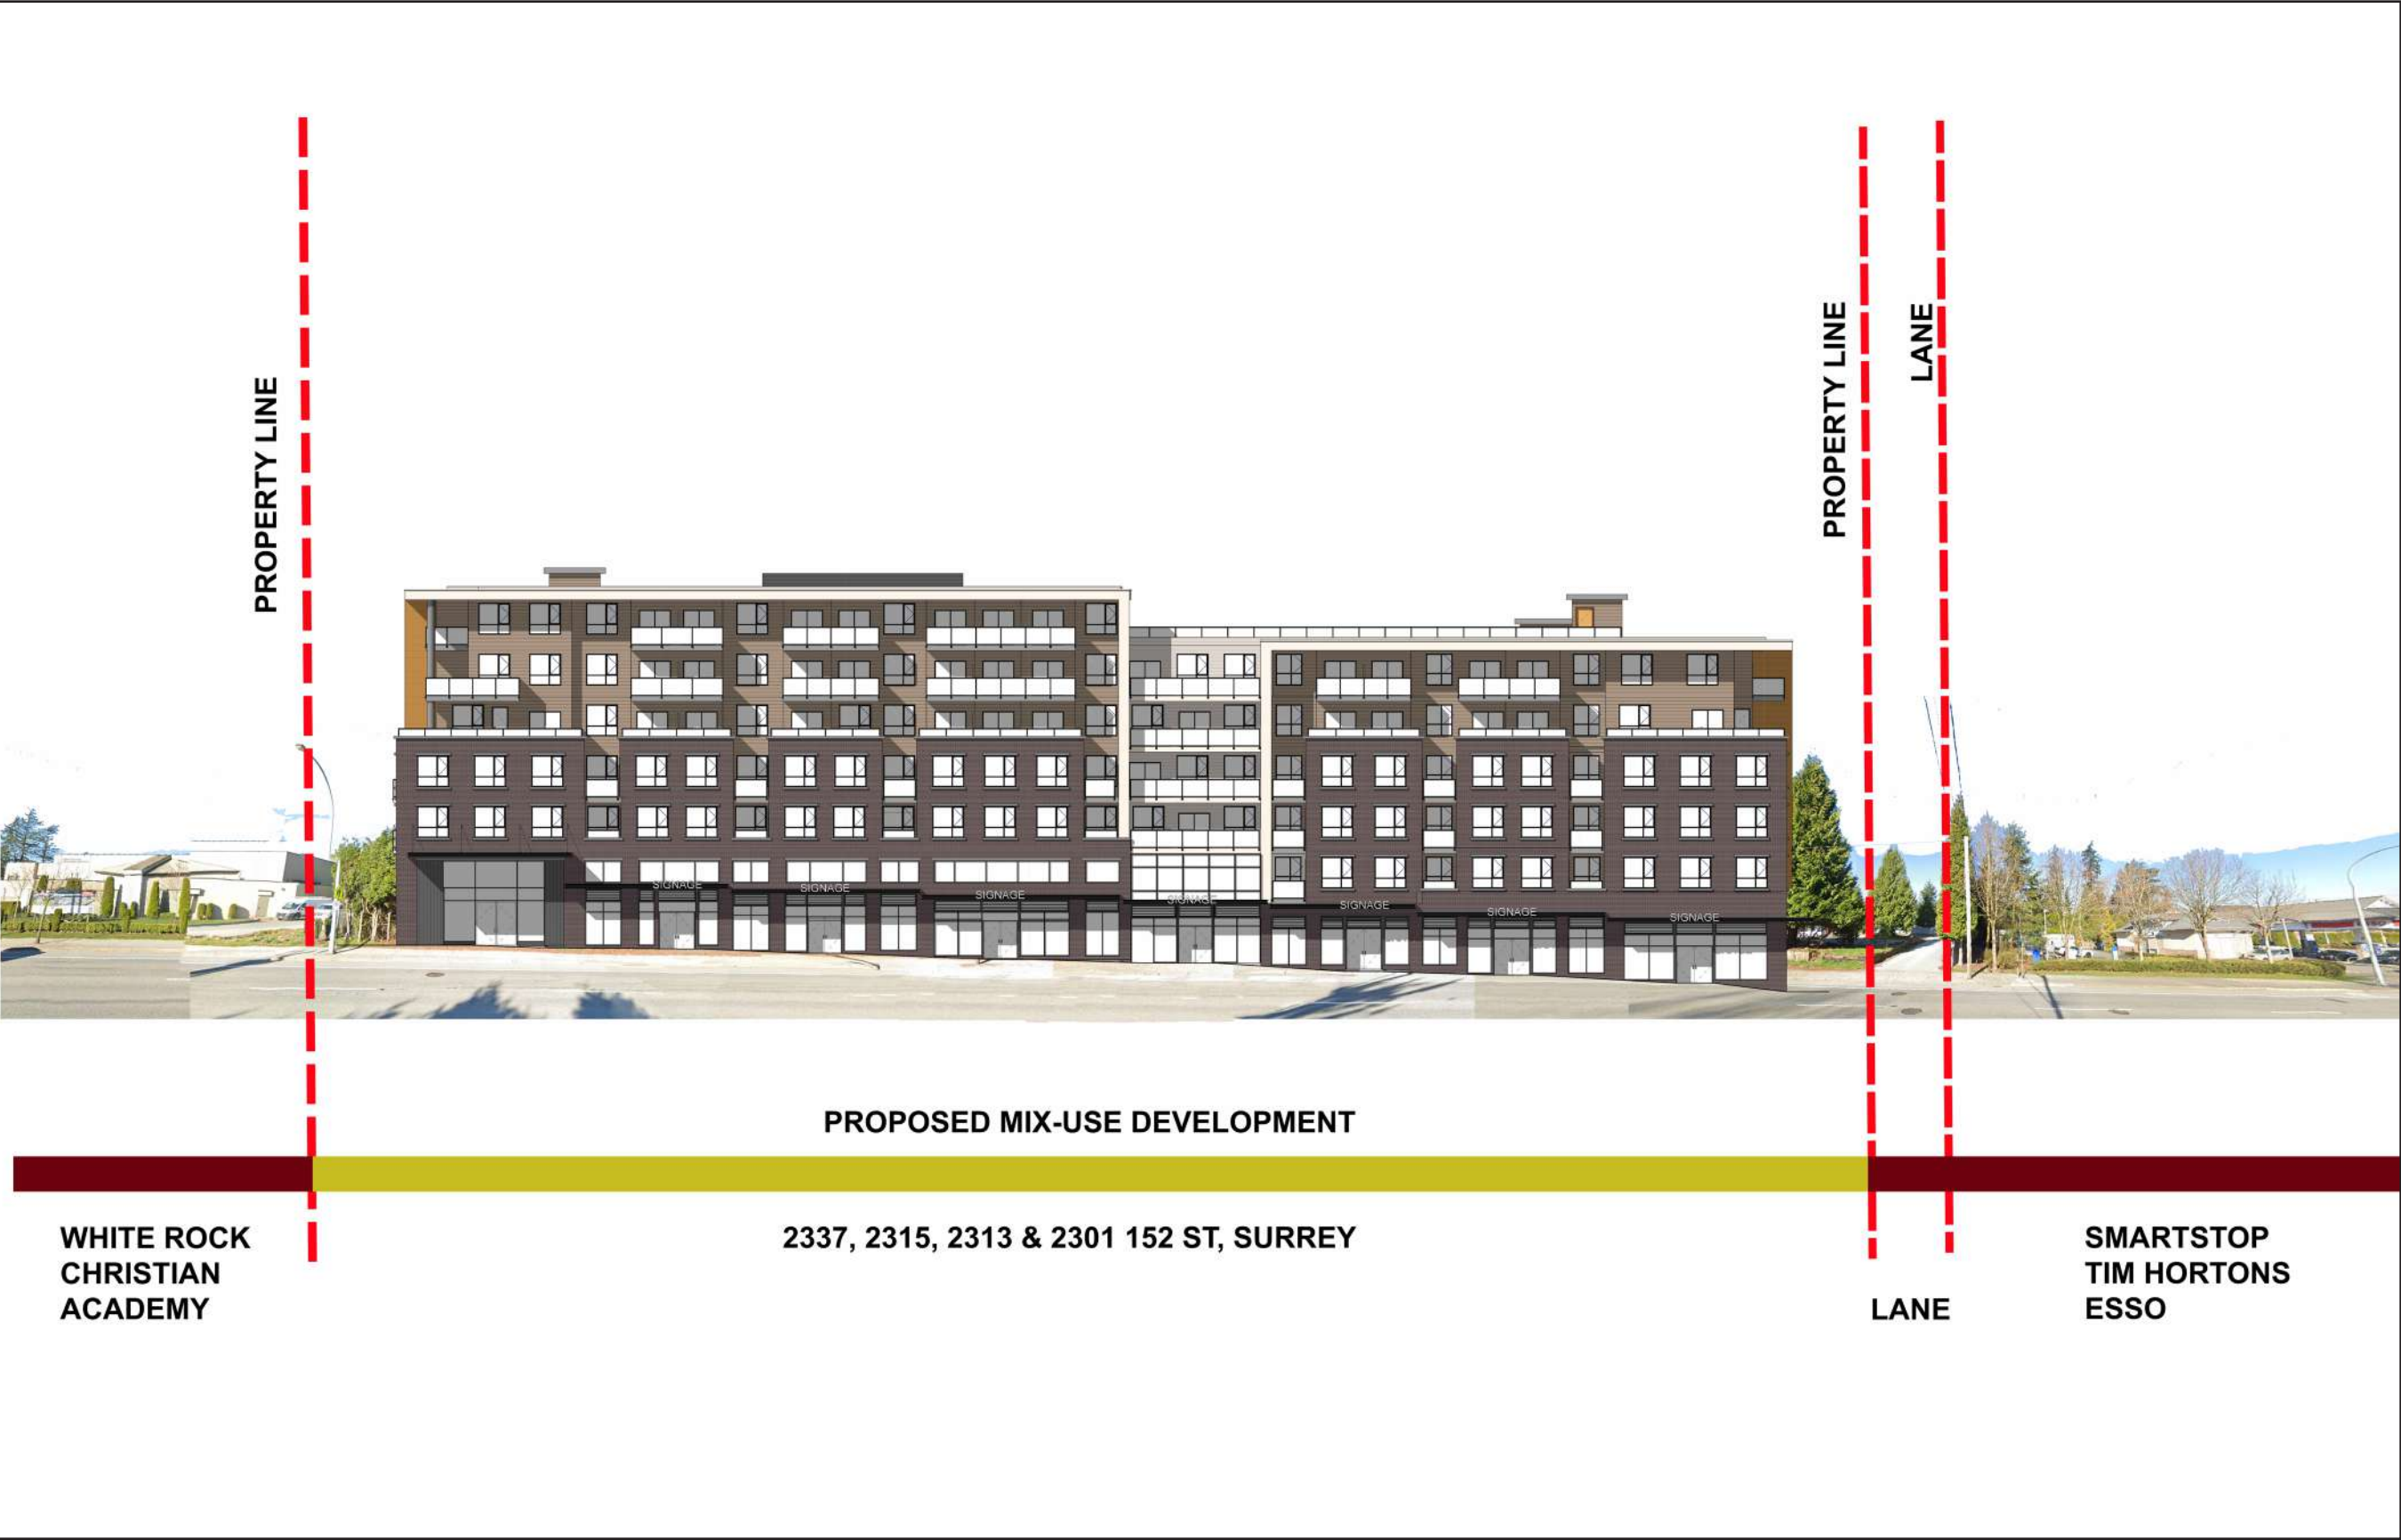 PROPERTY LINE
PROPERTY LINE
LANE
SIGNAGE
SIGNAGE
SIGNAGE
SIGNAGE
SIGNAGE
SIGNAGE
SIGNAGE
PROPOSED MIX-USE DEVELOPMENT
WHITE ROCK
CHRISTIAN
ACADEMY
2337, 2315, 2313 & 2301 152 ST, SURREY
LANE
SMARTSTOP
TIM HORTONS
ESSO